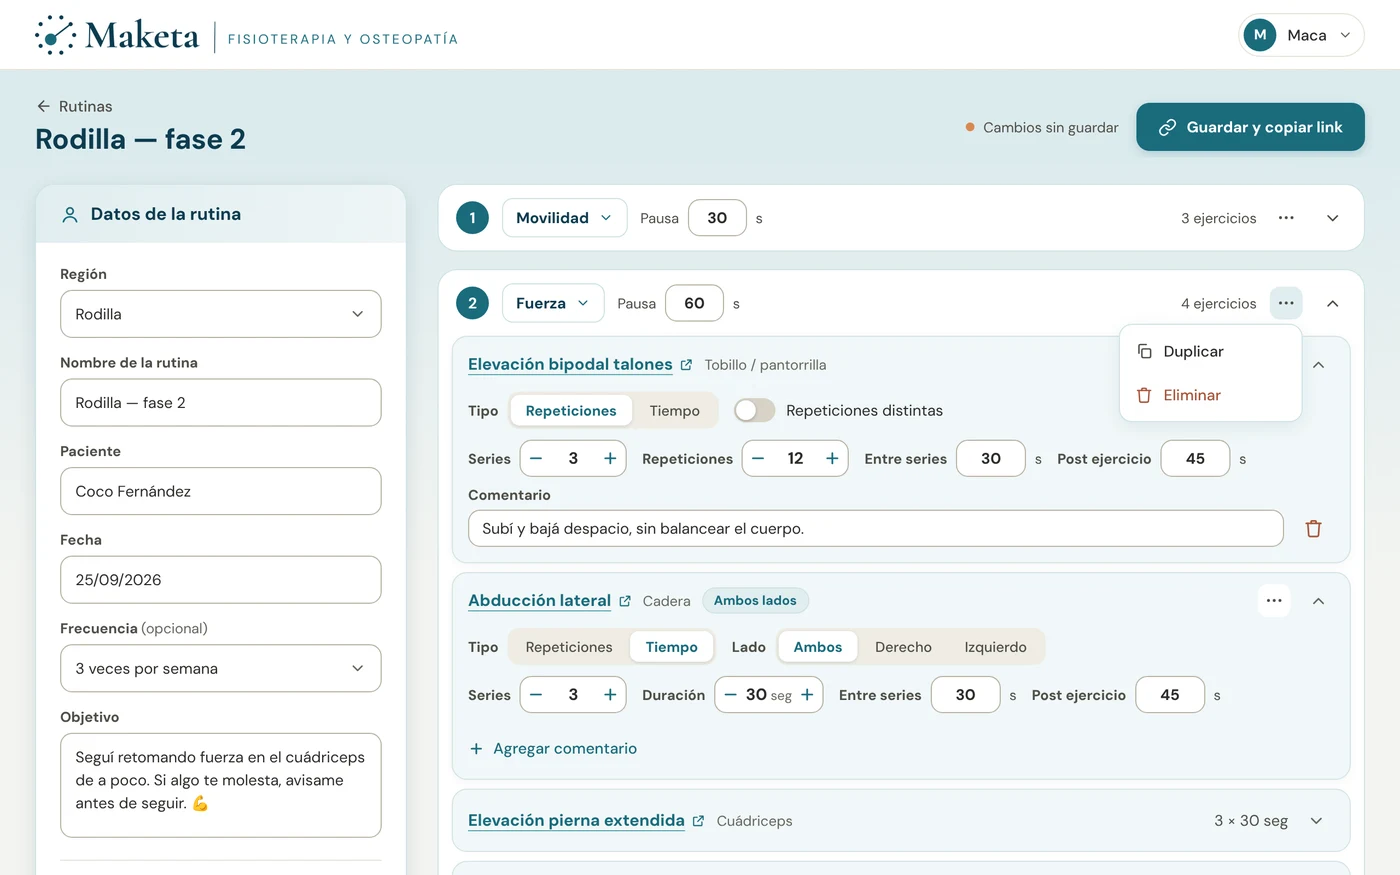 Maketa
FISIOTERAPIA Y OSTEOPATÍA
M Maca
← Rutinas
Rodilla — fase 2
Cambios sin guardar
Guardar y copiar link
Datos de la rutina
Región
Rodilla
Nombre de la rutina
Rodilla — fase 2
Paciente
Coco Fernández
Fecha
25/09/2026
Frecuencia (opcional)
3 veces por semana
Objetivo
Seguí retomando fuerza en el cuádriceps
de a poco. Si algo te molesta, avisame
antes de seguir. 💪
1 Movilidad Pausa 30 s 3 ejercicios ···
2 Fuerza Pausa 60 s 4 ejercicios ···
Duplicar
Eliminar
Elevación bipodal talones Tobillo / pantorrilla
Tipo Repeticiones Tiempo Repeticiones distintas
Series − 3 + Repeticiones − 12 + Entre series 30 s Post ejercicio 45 s
Comentario
Subí y bajá despacio, sin balancear el cuerpo.
Abducción lateral Cadera Ambos lados ···
Tipo Repeticiones Tiempo Lado Ambos Derecho Izquierdo
Series − 3 + Duración − 30 seg + Entre series 30 s Post ejercicio 45 s
+ Agregar comentario
Elevación pierna extendida Cuádriceps 3 × 30 seg